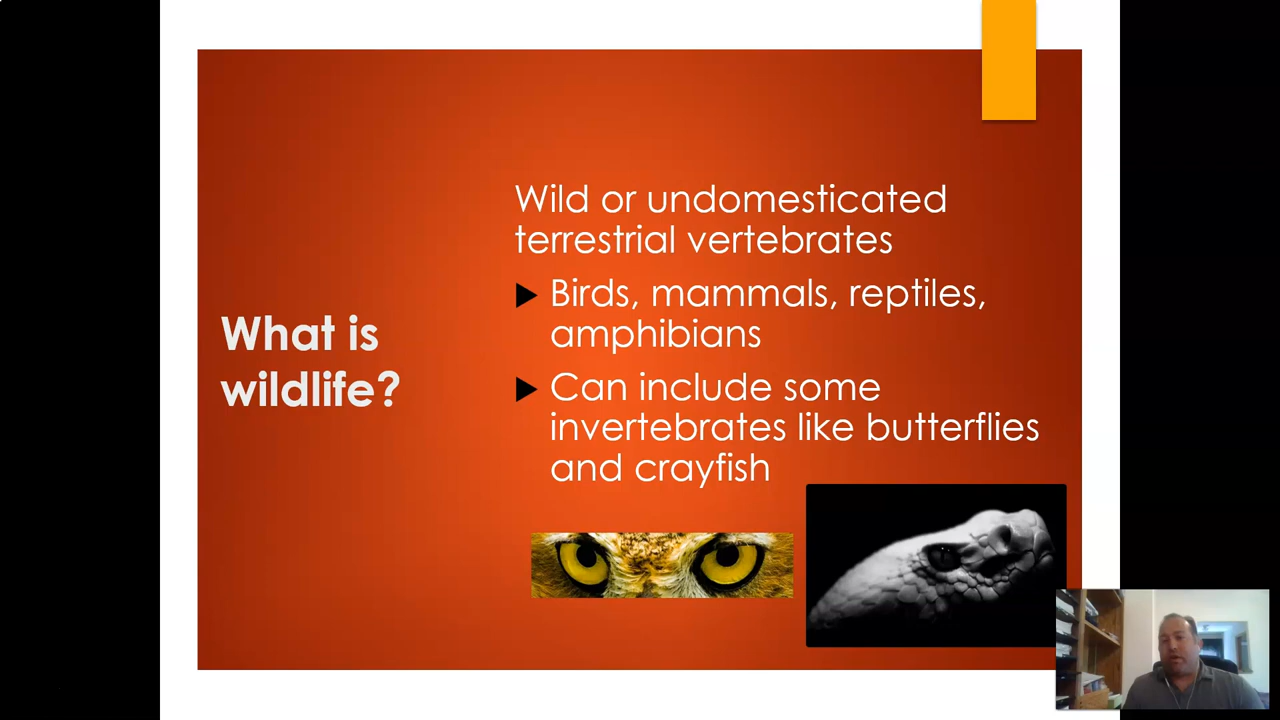 What is
wildlife?
Wild or undomesticated
terrestrial vertebrates
Birds, mammals, reptiles,
amphibians
Can include some
invertebrates like butterflies
and crayfish